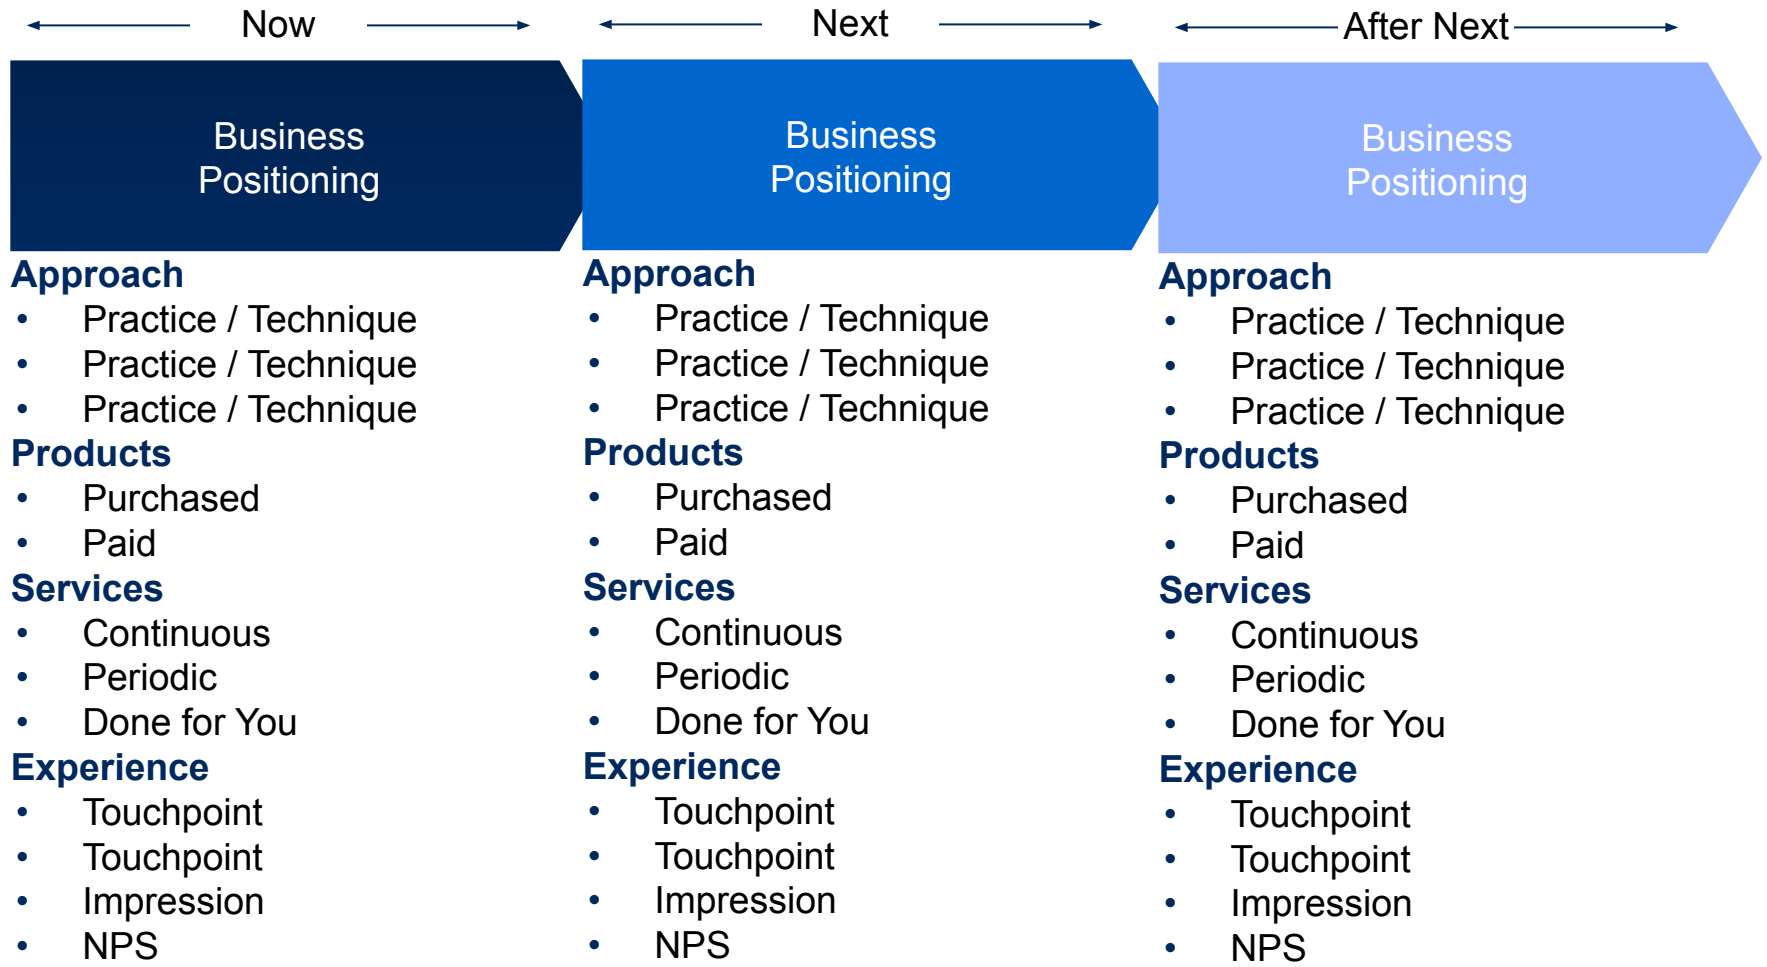 Now
Business
Positioning
Approach
• Practice / Technique
• Practice / Technique
• Practice / Technique
Products
• Purchased
• Paid
Services
• Continuous
• Periodic
• Done for You
Experience
• Touchpoint
• Touchpoint
• Impression
• NPS
Next
Business
Positioning
Approach
• Practice / Technique
• Practice / Technique
• Practice / Technique
Products
• Purchased
• Paid
Services
• Continuous
• Periodic
• Done for You
Experience
• Touchpoint
• Touchpoint
• Impression
• NPS
After Next
Business
Positioning
Approach
• Practice / Technique
• Practice / Technique
• Practice / Technique
Products
• Purchased
• Paid
Services
• Continuous
• Periodic
• Done for You
Experience
• Touchpoint
• Touchpoint
• Impression
• NPS